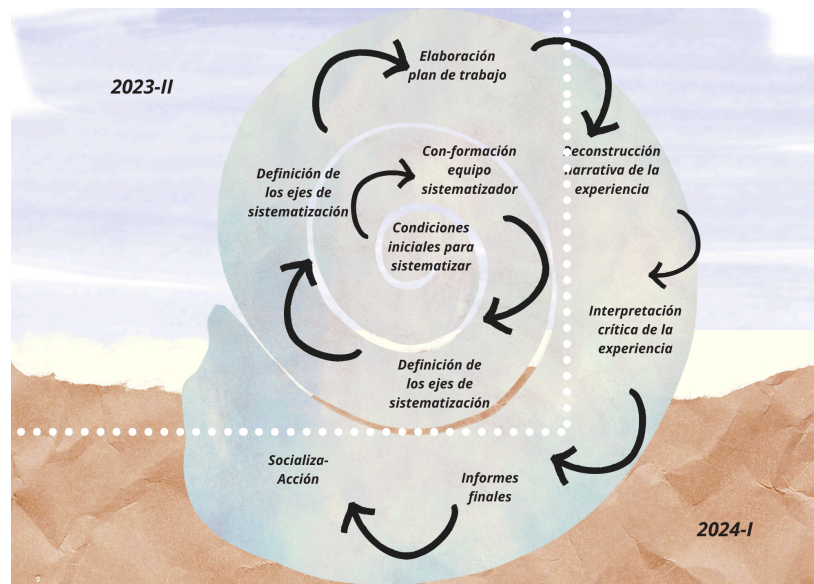 2023-II
Condiciones
iniciales para
sistematizar
Con-formación
equipo
sistematizador
Definición de
los ejes de
sistematización
Definición de
los ejes de
sistematización
Elaboración
plan de trabajo
Reconstrucción
narrativa de la
experiencia
Interpretación
crítica de la
experiencia
Informes
finales
Socializa-
Acción
2024-I